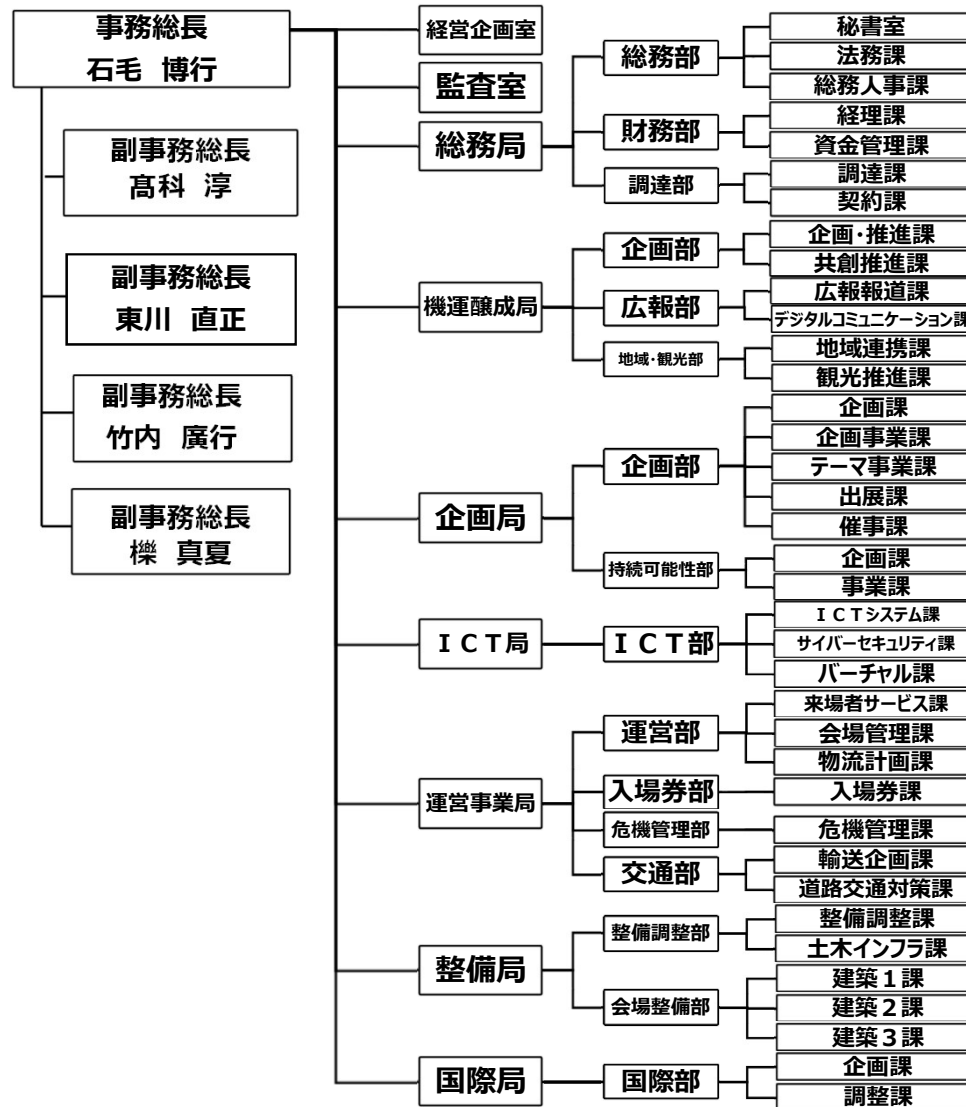 事務総長
石毛 博行
副事務総長
髙科 淳
副事務総長
東川 直正
副事務総長
竹内 廣行
副事務総長
櫟 真夏
経営企画室
監査室
総務局
総務部
秘書室
法務課
総務人事課
財務部
経理課
資金管理課
調達部
調達課
契約課
機運醸成局
企画部
企画・推進課
共創推進課
広報部
広報報道課
デジタルコミュニケーション課
地域・観光部
地域連携課
観光推進課
企画局
企画部
企画課
企画事業課
テーマ事業課
出展課
催事課
持続可能性部
企画課
事業課
ＩＣＴ局
ＩＣＴ部
ＩＣＴシステム課
サイバーセキュリティ課
バーチャル課
運営事業局
運営部
来場者サービス課
会場管理課
物流計画課
入場券部
入場券課
危機管理部
危機管理課
交通部
輸送企画課
道路交通対策課
整備局
整備調整部
整備調整課
土木インフラ課
会場整備部
建築１課
建築２課
建築３課
国際局
国際部
企画課
調整課